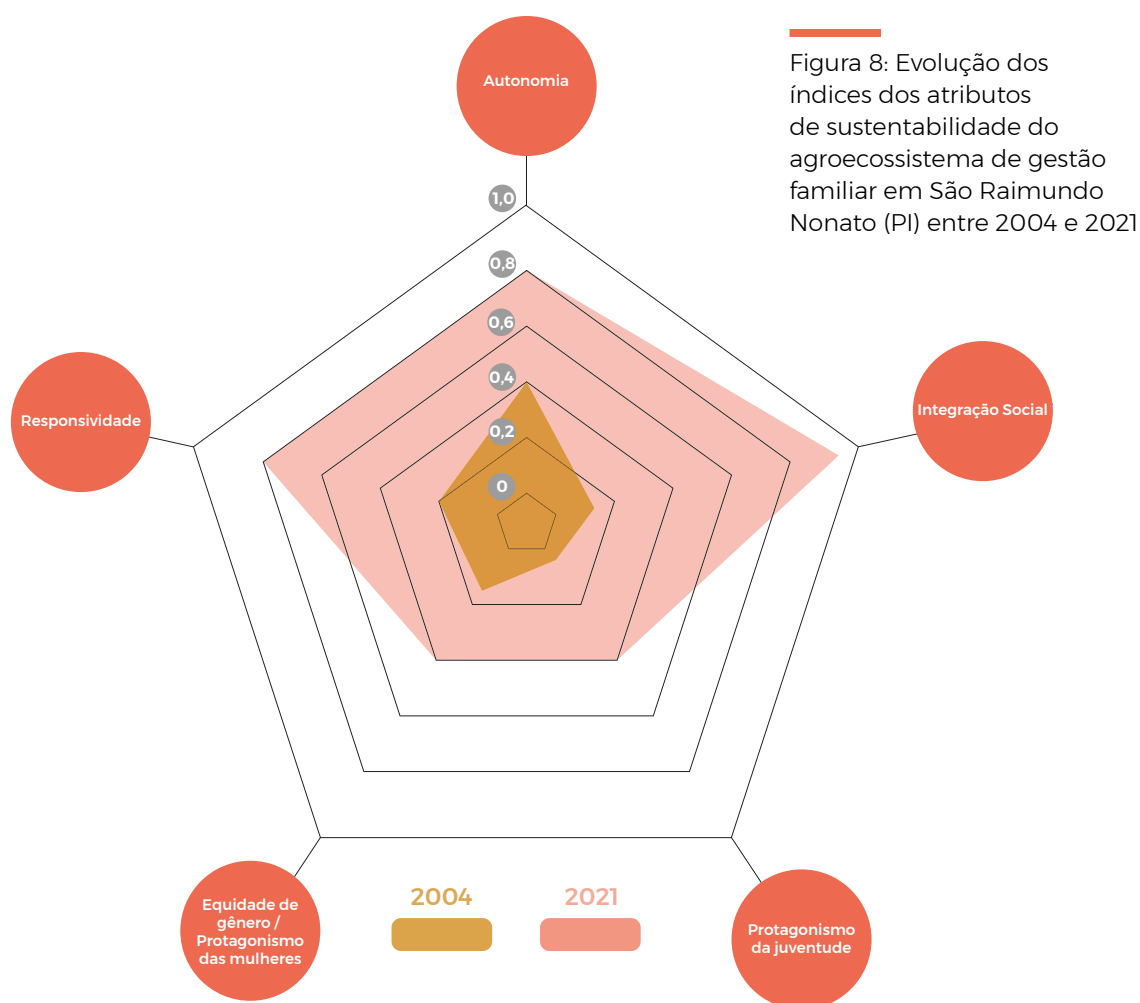 Figura 8: Evolução dos
índices dos atributos
de sustentabilidade do
agroecossistema de gestão
familiar em São Raimundo
Nonato (PI) entre 2004 e 2021
Autonomia
1,0
0,8
0,6
0,4
0,2
0
Responsividade
Integração Social
Equidade de
gênero /
Protagonismo
das mulheres
2004
2021
Protagonismo
da juventude